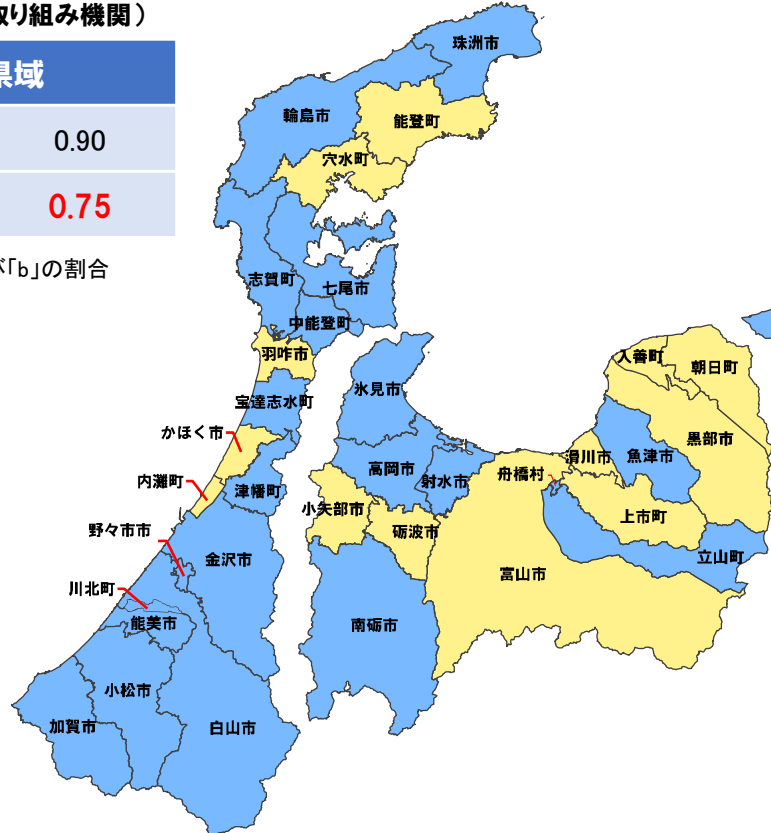 取り組み機関）
県域
0.90
0.75
が「b」の割合
珠洲市
輪島市
能登町
穴水町
志賀町
七尾市
中能登町
羽咋市
宝達志水町
かほく市
内灘町
津幡町
野々市市
金沢市
川北町
能美市
小松市
加賀市
白山市
氷見市
高岡市
射水市
小矢部市
砺波市
南砺市
富山市
舟橋村
滑川市
魚津市
上市町
立山町
黒部市
入善町
朝日町